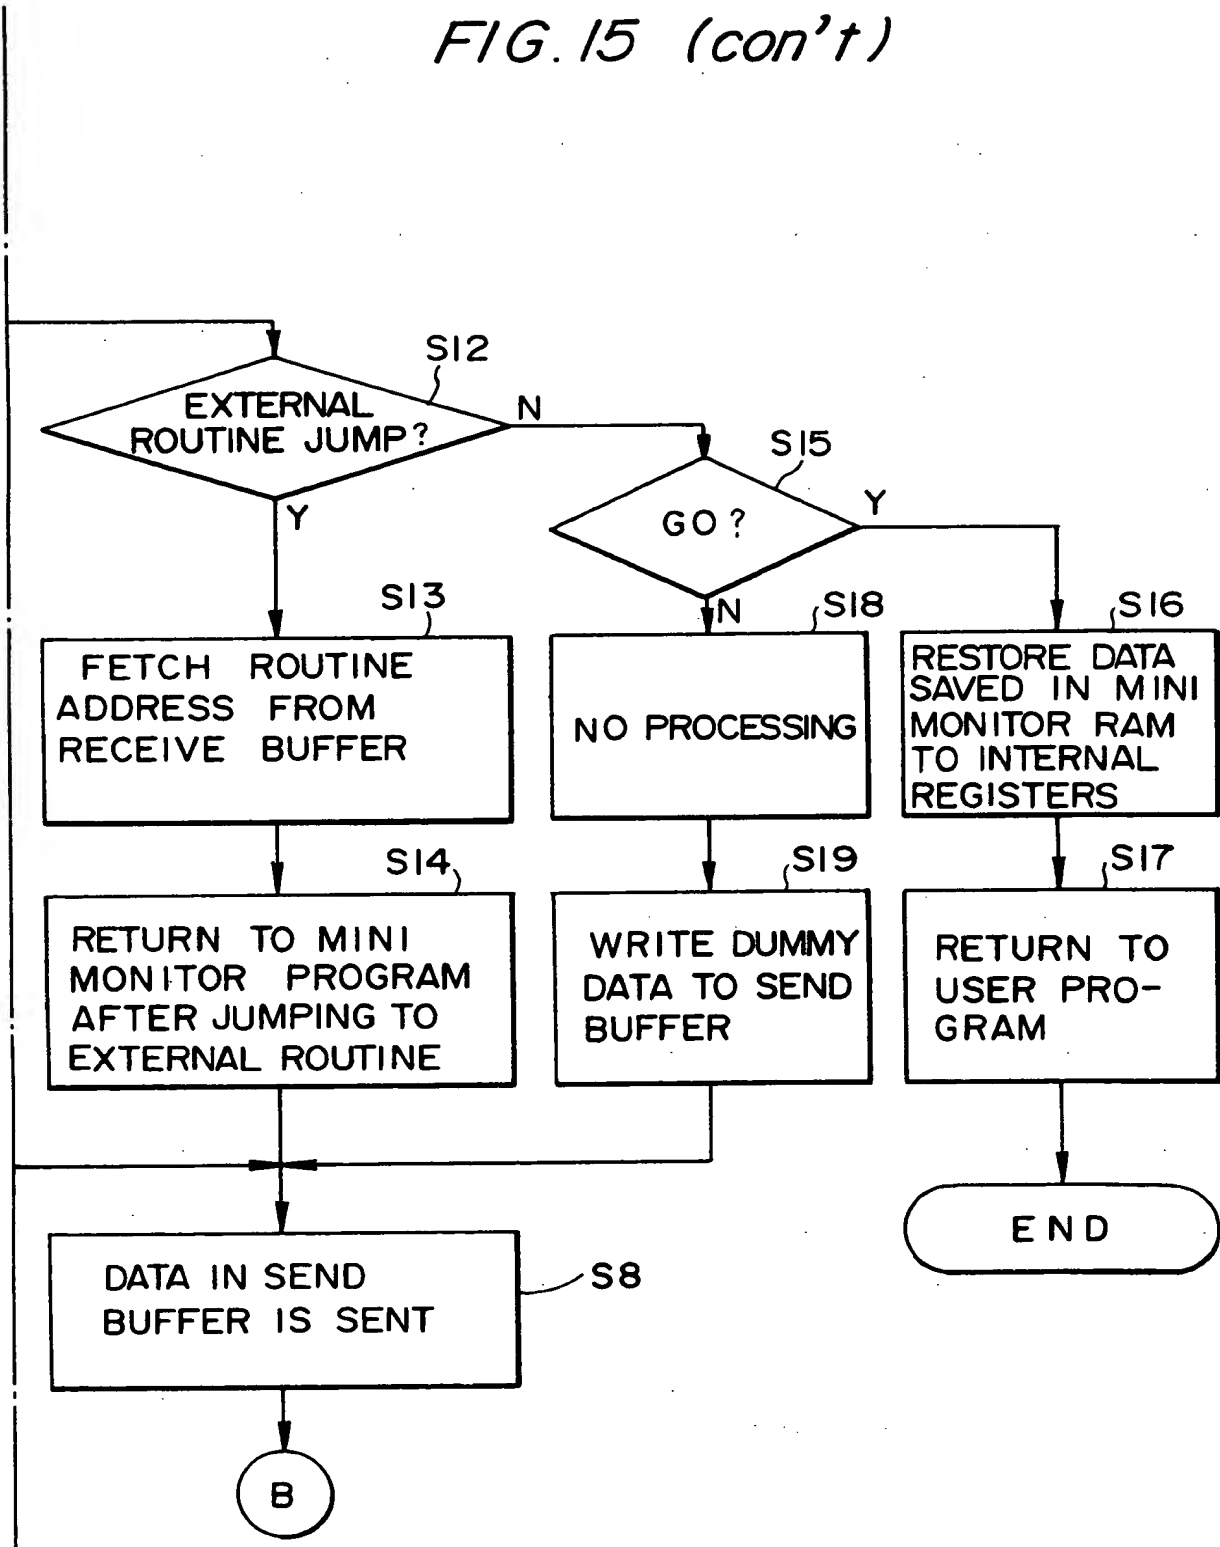 FIG. 15 (con't)
S12
EXTERNAL
ROUTINE JUMP?
N
Y
S15
GO?
Y
N
S13
FETCH ROUTINE
ADDRESS FROM
RECEIVE BUFFER
S18
NO PROCESSING
S16
RESTORE DATA
SAVED IN MINI
MONITOR RAM
TO INTERNAL
REGISTERS
S14
RETURN TO MINI
MONITOR PROGRAM
AFTER JUMPING TO
EXTERNAL ROUTINE
S19
WRITE DUMMY
DATA TO SEND
BUFFER
S17
RETURN TO
USER PRO-
GRAM
END
DATA IN SEND
BUFFER IS SENT
S8
B